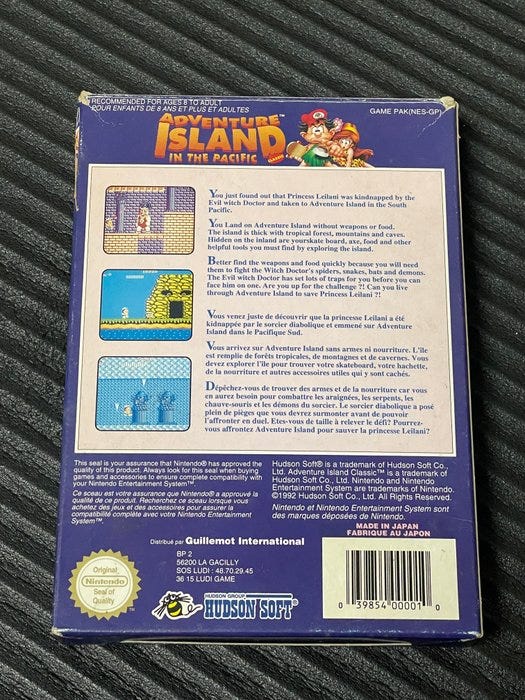 RECOMMENDED FOR AGES 8 TO ADULT
POUR ENFANTS DE 8 ANS ET PLUS ET ADULTES
GAME PAK(NES-GP)
ADVENTURE™
ISLAND
CLASSIC
IN THE PACIFIC
You just found out that Princess Leilani was kindnapped by the
Evil witch Doctor and taken to Adventure Island in the South
Pacific.
You Land on Adventure Island without weapons or food.
The island is thick with tropical forest, mountains and caves.
Hidden on the inland are yourskate board, axe, food and other
helpful tools you must find by exploring the island.
Better find the weapons and food quickly because you will need
them to fight the Witch Doctor's spiders, snakes, bats and demons.
The Evil witch Doctor has set lots of traps for you before you can
face him on one. Are you up for the challenge ?! Can you live
through Adventure Island to save Princess Leilani ?!
Vous venez juste de découvrir que la princesse Leilani a été
kidnappée par le sorcier diabolique et emmené sur Adventure
Island dans le Pacifique Sud.
Vous arrivez sur Adventure Island sans armes ni nourriture. L'île
est remplie de forêts tropicales, de montagnes et de cavernes. Vous
devez explorer l'île pour trouver votre skateboard, votre hachette,
de la nourriture et autres accessoires utiles qui y sont cachés.
Dépêchez-vous de trouver des armes et de la nourriture car vous
en aurez besoin pour combattre les araignées, les serpents, les
chauve-souris et les démons du sorcier. Le sorcier diabolique a posé
plein de pièges que vous devrez surmonter avant de pouvoir
l'affronter en duel. Etes-vous de taille à relever le défi? Pourrez-
vous affrontez Adventure Island pour sauver la princesse Leilani?
This seal is your assurance that Nintendo® has approved the
quality of this product. Always look for this seal when buying
games and accessories to ensure complete compatibility with
your Nintendo Entertainment System™.
Ce sceau est votre assurance que Nintendo® a approuvé la
qualité de ce produit. Recherchez ce sceau lorsque vous
achetez des jeux et des accessoires pour assurer la
compatibilité complète avec votre Nintendo Entertainment
System™.
Hudson Soft® is a trademark of Hudson Soft Co.,
Ltd. Adventure Island Classic™ is a trademark of
Hudson Soft Co., Ltd. Nintendo and Nintendo
Entertainment System are trademarks of Nintendo.
©1992 Hudson Soft Co., Ltd. All Rights Reserved.
Nintendo et Nintendo Entertainment System sont
des marques déposées de Nintendo.
MADE IN JAPAN
FABRIQUE AU JAPON
Distribué par Guillemot International
BP 2
56200 LA GACILLY
SOS LUDI : 48.70.29.45
36 15 LUDI GAME
Original
Nintendo
Seal of
Quality
TM
HUDSON GROUP
HUDSON SOFT®
0 39854 00001 0